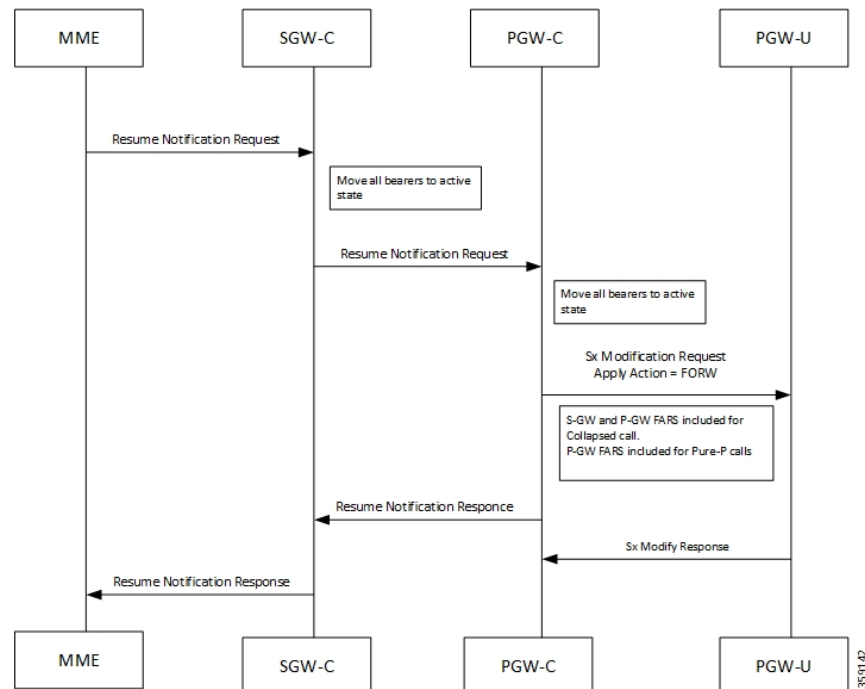 MME
SGW-C
PGW-C
PGW-U
Resume Notification Request
Move all bearers to active
state
Resume Notification Request
Move all bearers to active
state
Sx Modification Request
Apply Action = FORW
S-GW and P-GW FARS included for
Collapsed call.
P-GW FARS included for Pure-P calls
Resume Notification Responce
Sx Modify Response
Resume Notification Response
MME
SGW-C
PGW-C
PGW-U
359142